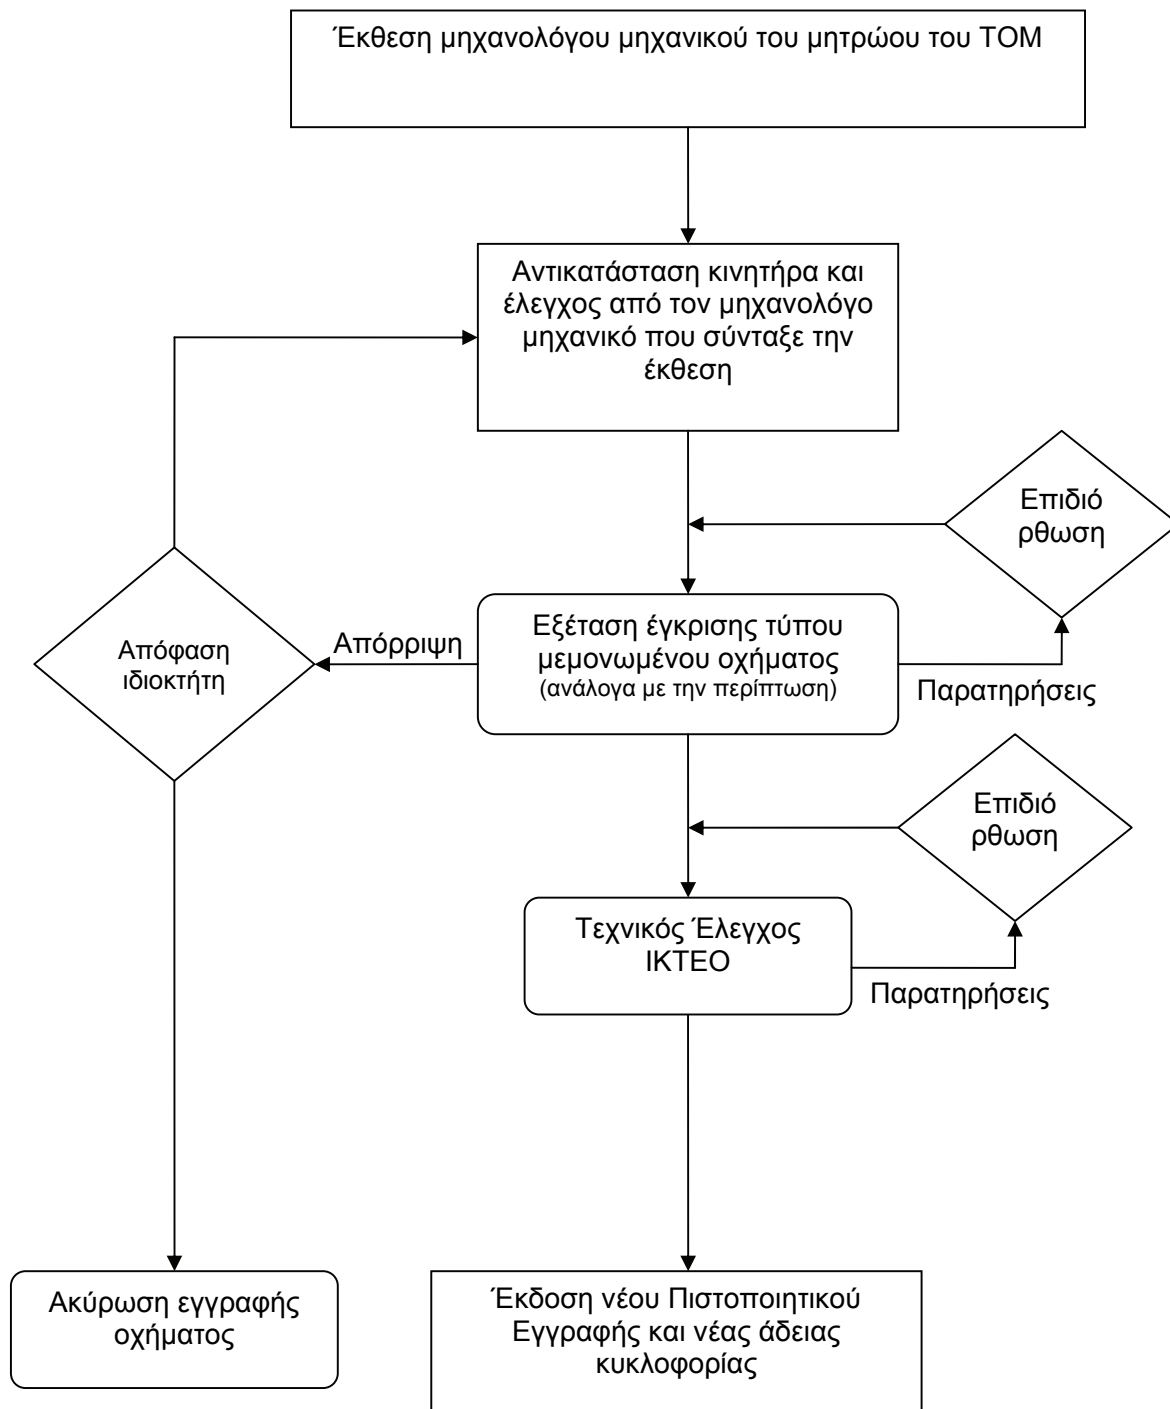 Έκθεση μηχανολόγου μηχανικού του μητρώου του ΤΟΜ
Αντικατάσταση κινητήρα και
έλεγχος από τον μηχανολόγο
μηχανικό που σύνταξε την
έκθεση
Επιδιό
ρθωση
Εξέταση έγκρισης τύπου
μεμονωμένου οχήματος
(ανάλογα με την περίπτωση)
Απόρριψη
Απόφαση
ιδιοκτήτη
Παρατηρήσεις
Επιδιό
ρθωση
Τεχνικός Έλεγχος
ΙΚΤΕΟ
Παρατηρήσεις
Ακύρωση εγγραφής
οχήματος
Έκδοση νέου Πιστοποιητικού
Εγγραφής και νέας άδειας
κυκλοφορίας